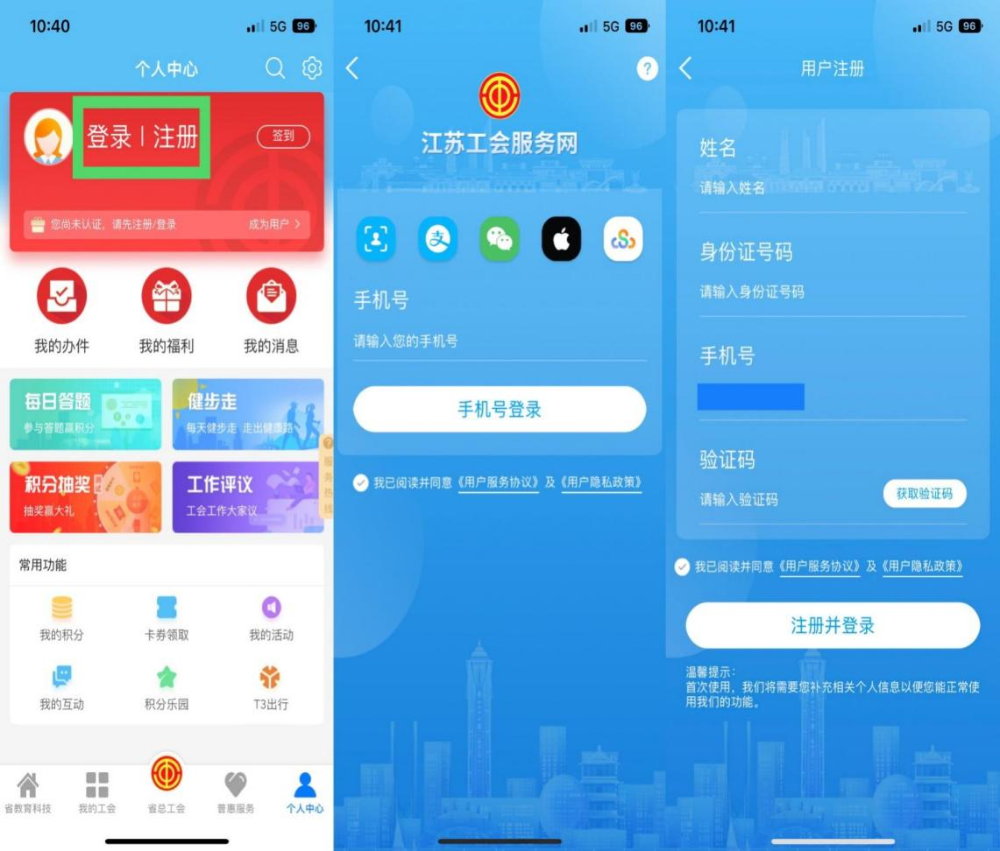 10:40
5G 96
个人中心
登录 | 注册
签到
您尚未认证, 请先注册/登录
成为用户 >
我的办件
我的福利
我的消息
每日答题
参与答题赢积分
健步走
每天健步走 走出健康路
积分抽奖
抽奖赢大礼
工作评议
工会工作大家议
?
服务热线
常用功能
我的积分
卡券领取
我的活动
我的互动
积分乐园
T3出行
省教育科技
我的工会
省总工会
普惠服务
个人中心
10:41
5G 96
?
江苏工会服务网
支
手机号
请输入您的手机号
手机号登录
我已阅读并同意《用户服务协议》及《用户隐私政策》
10:41
5G 96
用户注册
姓名
请输入姓名
身份证号码
请输入身份证号码
手机号
验证码
请输入验证码
获取验证码
我已阅读并同意《用户服务协议》及《用户隐私政策》
注册并登录
温馨提示:
首次使用，我们将需要您补充相关个人信息以便您能正常使
用我们的功能。